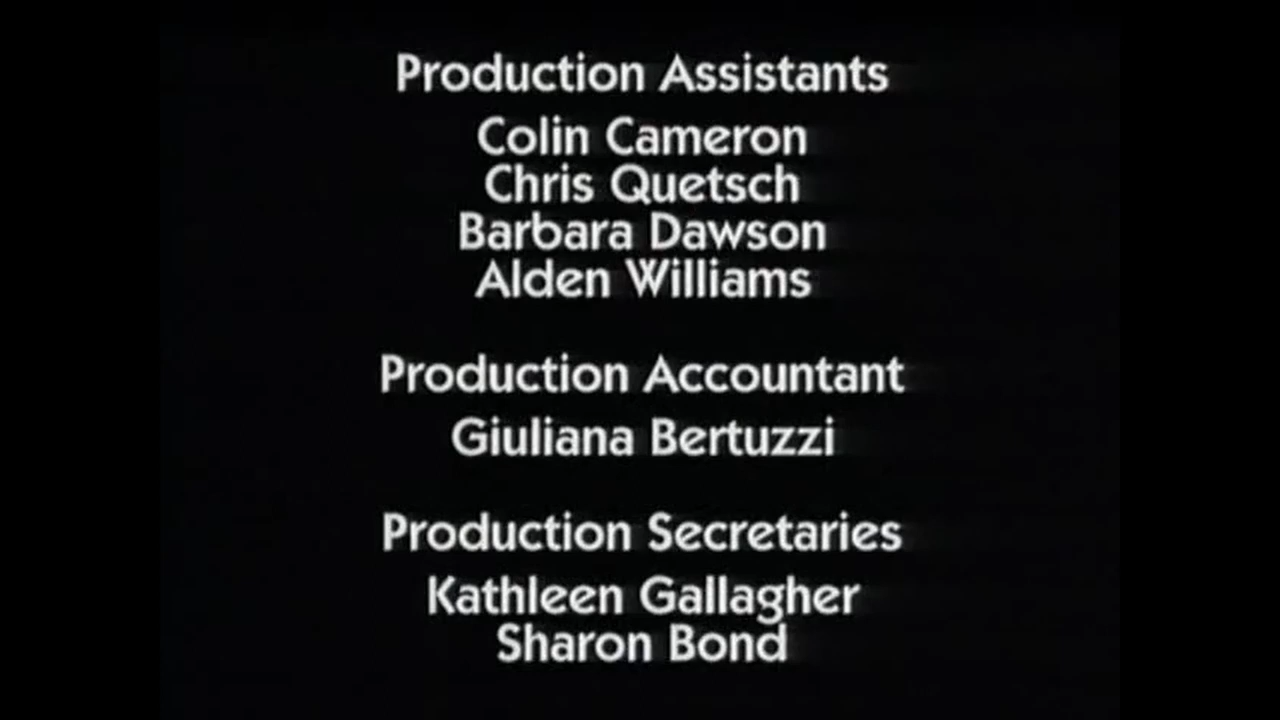 Production Assistants
Colin Cameron
Chris Quetsch
Barbara Dawson
Alden Williams
Production Accountant
Giuliana Bertuzzi
Production Secretaries
Kathleen Gallagher
Sharon Bond